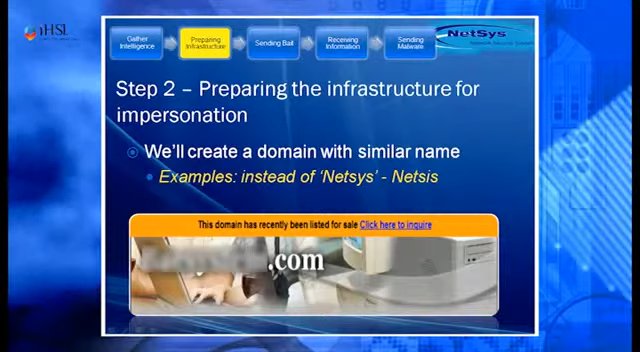 iHSL
Gather
Intelligence
Preparing
Infrastructure
Sending Bail
Receiving
Information
Sending
Malware
NetSys
Step 2 – Preparing the infrastructure for
impersonation
We'll create a domain with similar name
Examples: instead of 'Netsys' - Netsis
This domain has recently been listed for sale Click here to inquire
.com